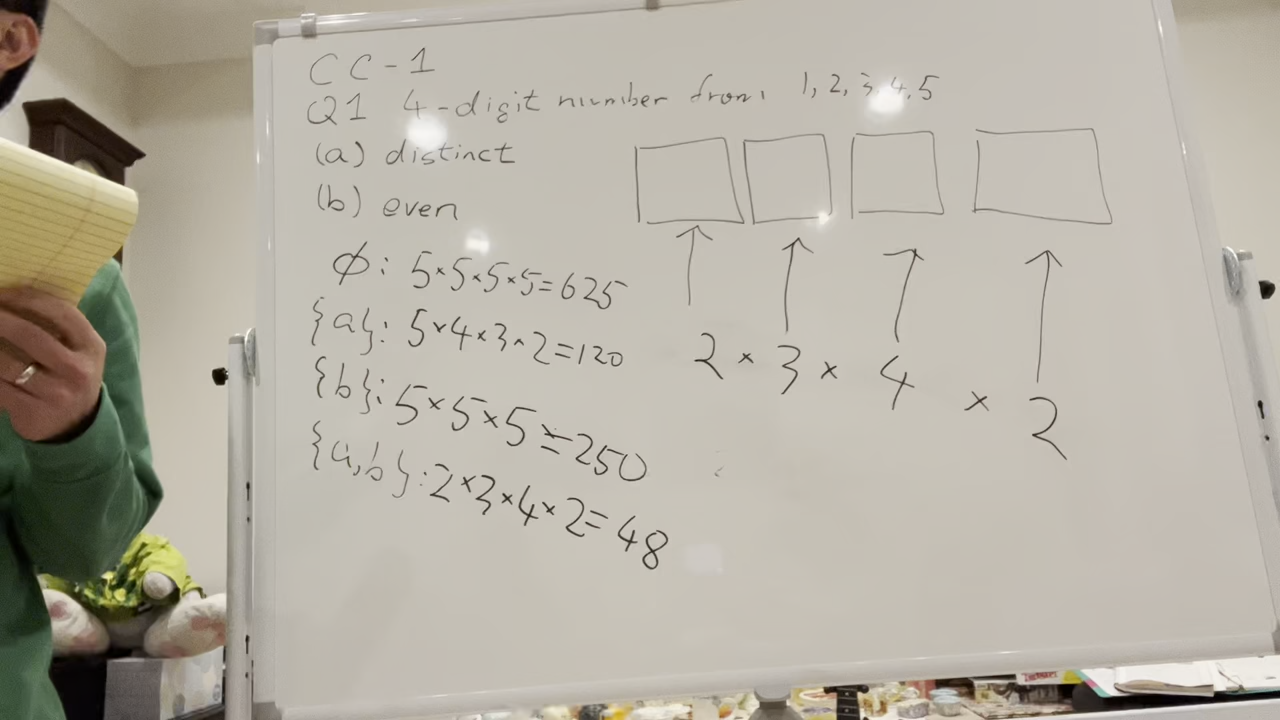 CC-1
Q1 4-digit number from 1, 2, 3, 4, 5
(a) distinct
(b) even
∅: 5×5×5×5=625
{a}: 5×4×3×2=120
{b}: 5×5×5×=250
{a,b}: 2×3×4×2=48
2 × 3 × 4 × 2